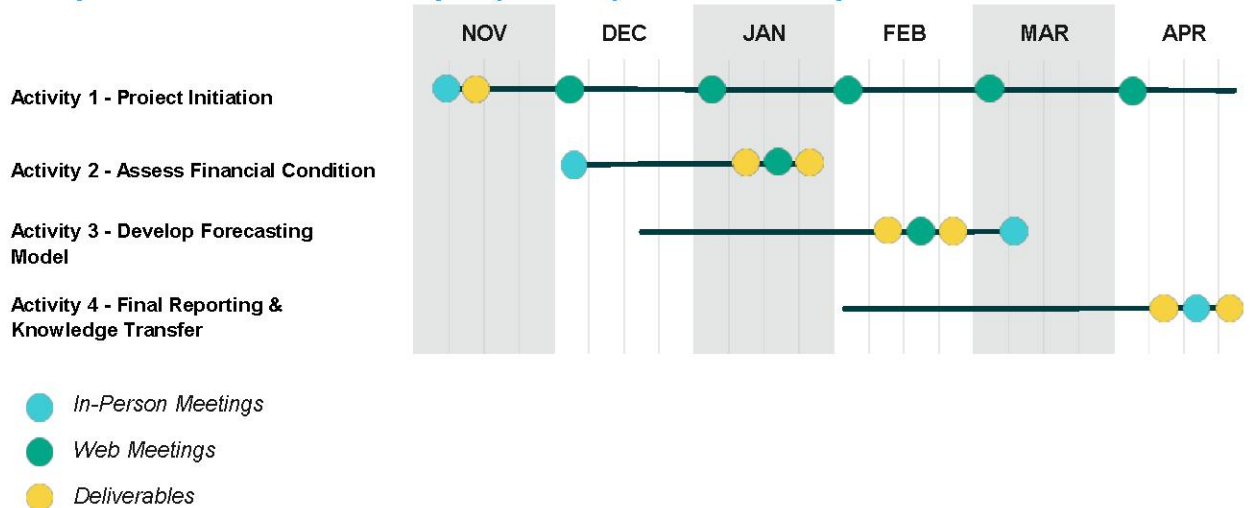 NOV DEC JAN FEB MAR APR
Activity 1 - Proiect Initiation
Activity 2 - Assess Financial Condition
Activity 3 - Develop Forecasting
Model
Activity 4 - Final Reporting &
Knowledge Transfer
In-Person Meetings
Web Meetings
Deliverables